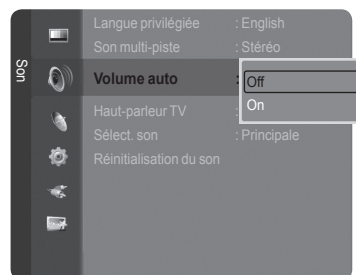 Son
Langue privilégiée : English
Son multi-piste : Stéréo
Volume auto :
Off
On
Haut-parleur TV
Sélect. son : Principale
Réinitialisation du son